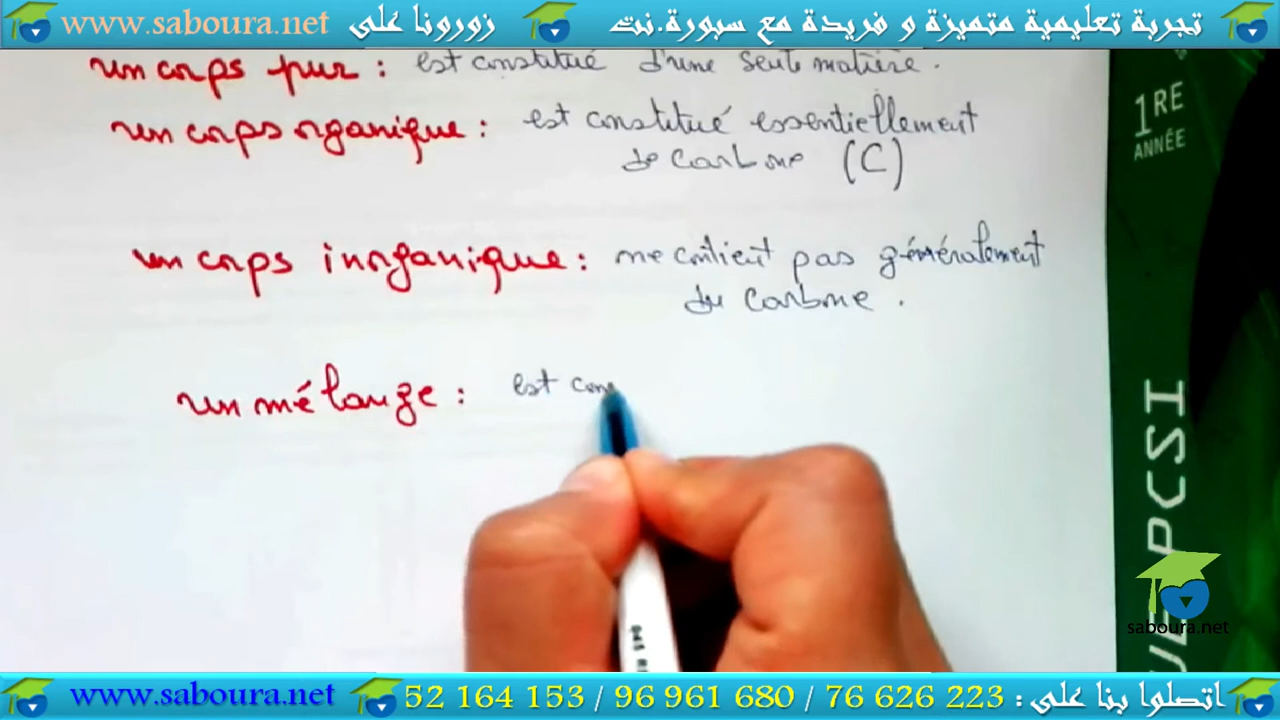 تجربة تعليمية متميزة و فريدة مع سبورة.نت زورونا على www.saboura.net
un corps pur : est constitué d'une seule matière.
un corps organique : est constitué essentiellement
de carbone (C)
un corps inorganique : ne contient pas généralement
du carbone.
un mélange : est cons
1RE
ANNÉE
PCSI
saboura.net
اتصلوا بنا على : 52 164 153 / 96 961 680 / 76 626 223 www.saboura.net